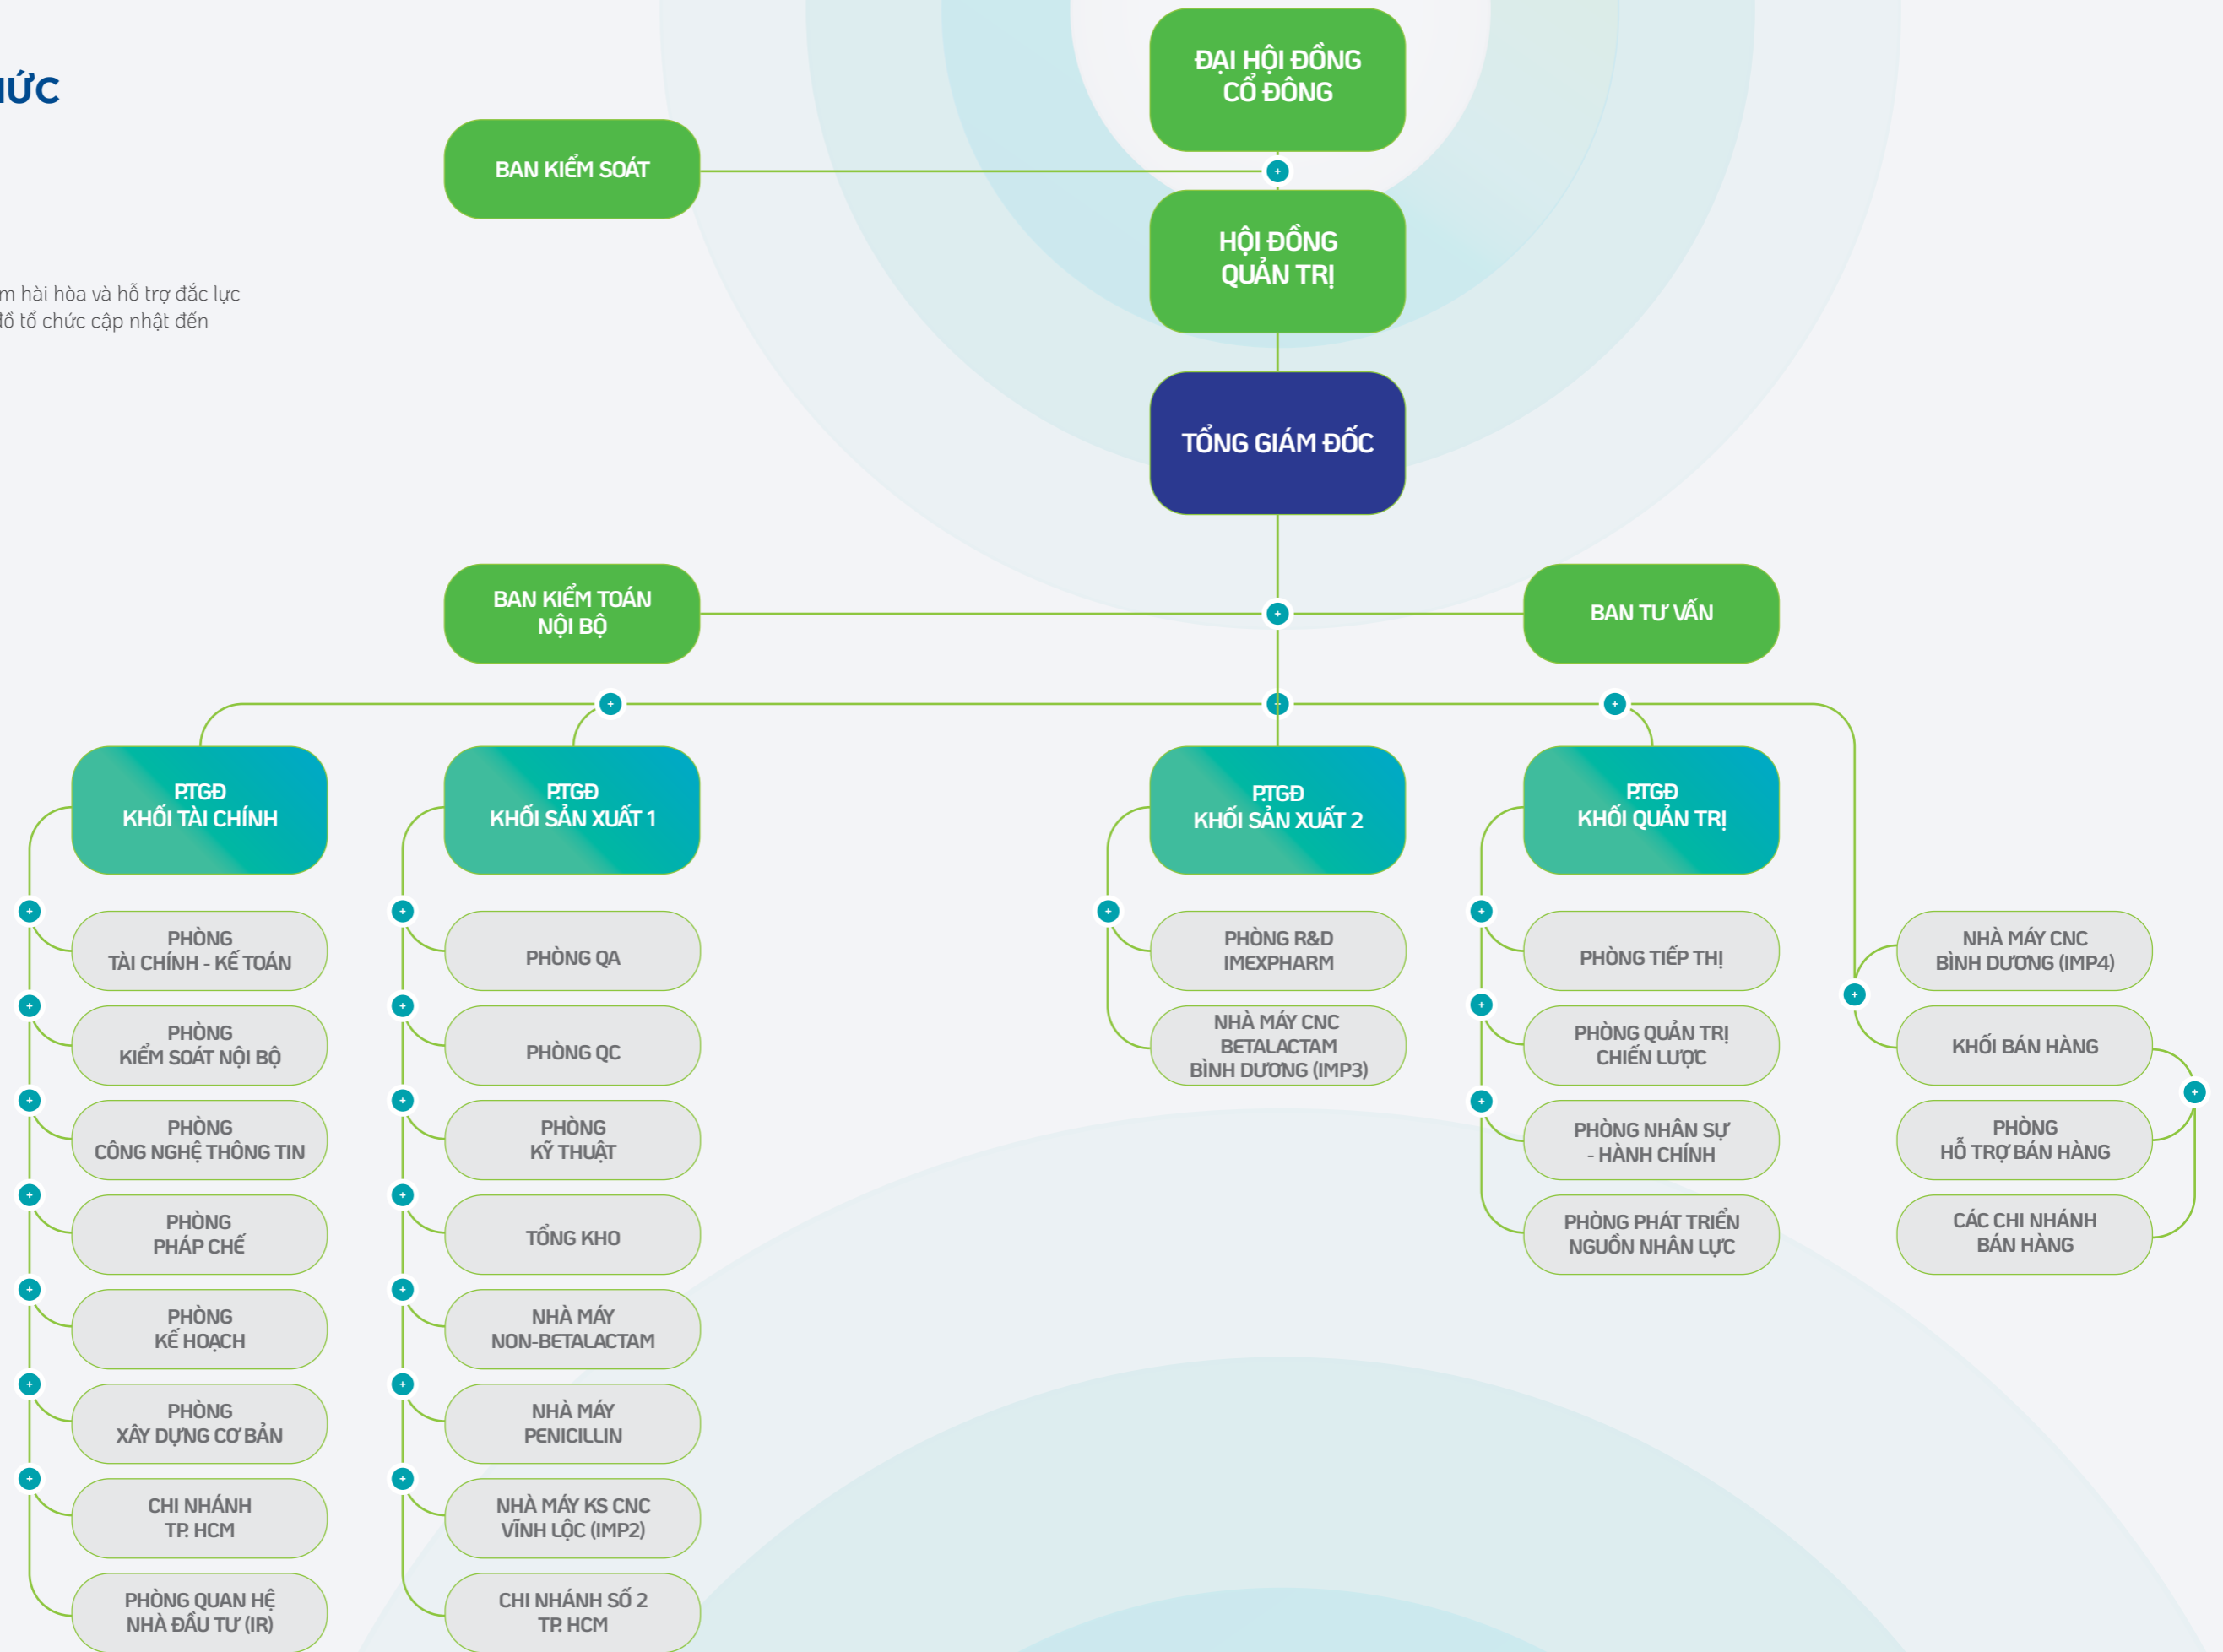 ĐẠI HỘI ĐỒNG
CỔ ĐÔNG
BAN KIỂM SOÁT
HỘI ĐỒNG
QUẢN TRỊ
hài hòa và hỗ trợ đắc lực
tổ chức cập nhật đến
TỔNG GIÁM ĐỐC
BAN KIỂM TOÁN
NỘI BỘ
BAN TƯ VẤN
P.TGĐ
KHỐI TÀI CHÍNH
P.TGĐ
KHỐI SẢN XUẤT 1
P.TGĐ
KHỐI SẢN XUẤT 2
P.TGĐ
KHỐI QUẢN TRỊ
PHÒNG
TÀI CHÍNH - KẾ TOÁN
PHÒNG
KIỂM SOÁT NỘI BỘ
PHÒNG
CÔNG NGHỆ THÔNG TIN
PHÒNG
PHÁP CHẾ
PHÒNG
KẾ HOẠCH
PHÒNG
XÂY DỰNG CƠ BẢN
CHI NHÁNH
TP. HCM
PHÒNG QUAN HỆ
NHÀ ĐẦU TƯ (IR)
PHÒNG QA
PHÒNG QC
PHÒNG
KỸ THUẬT
TỔNG KHO
NHÀ MÁY
NON-BETALACTAM
NHÀ MÁY
PENICILLIN
NHÀ MÁY KS CNC
VĨNH LỘC (IMP2)
CHI NHÁNH SỐ 2
TP. HCM
PHÒNG R&D
IMEXPHARM
NHÀ MÁY CNC
BETALACTAM
BÌNH DƯƠNG (IMP3)
PHÒNG TIẾP THỊ
PHÒNG QUẢN TRỊ
CHIẾN LƯỢC
PHÒNG NHÂN SỰ
- HÀNH CHÍNH
PHÒNG PHÁT TRIỂN
NGUỒN NHÂN LỰC
NHÀ MÁY CNC
BÌNH DƯƠNG (IMP4)
KHỐI BÁN HÀNG
PHÒNG
HỖ TRỢ BÁN HÀNG
CÁC CHI NHÁNH
BÁN HÀNG